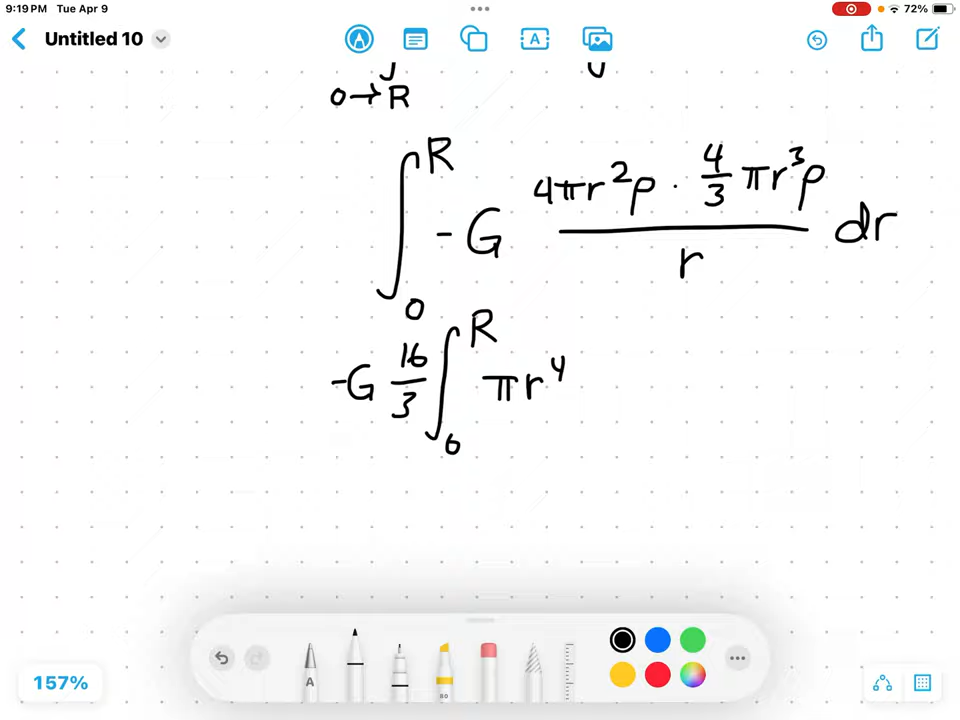 9:19 PM Tue Apr 9 72%
Untitled 10
0→R
∫₀ᴿ -G (4πr²ρ · 4/3 πr³ρ)/r dr
-G 16/3 ∫₀ᴿ πr⁴
157%